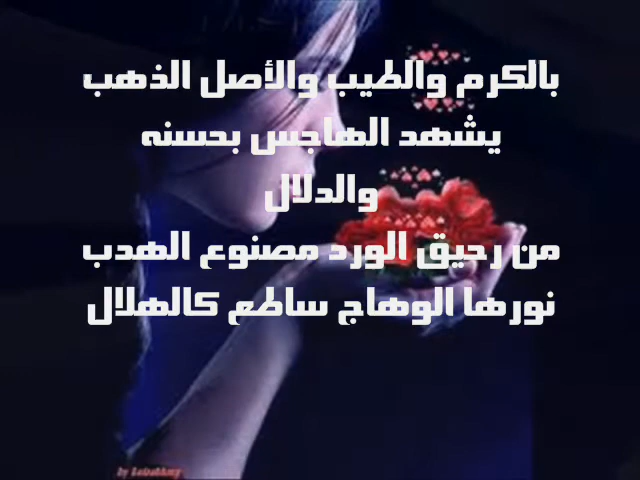 بالكرم والطيب والأصل الذهب
يشهد الهاجس بحسنه
والدلال
من رحيق الورد مصنوع الهدب
نورها الوهاج ساطع كالهلال